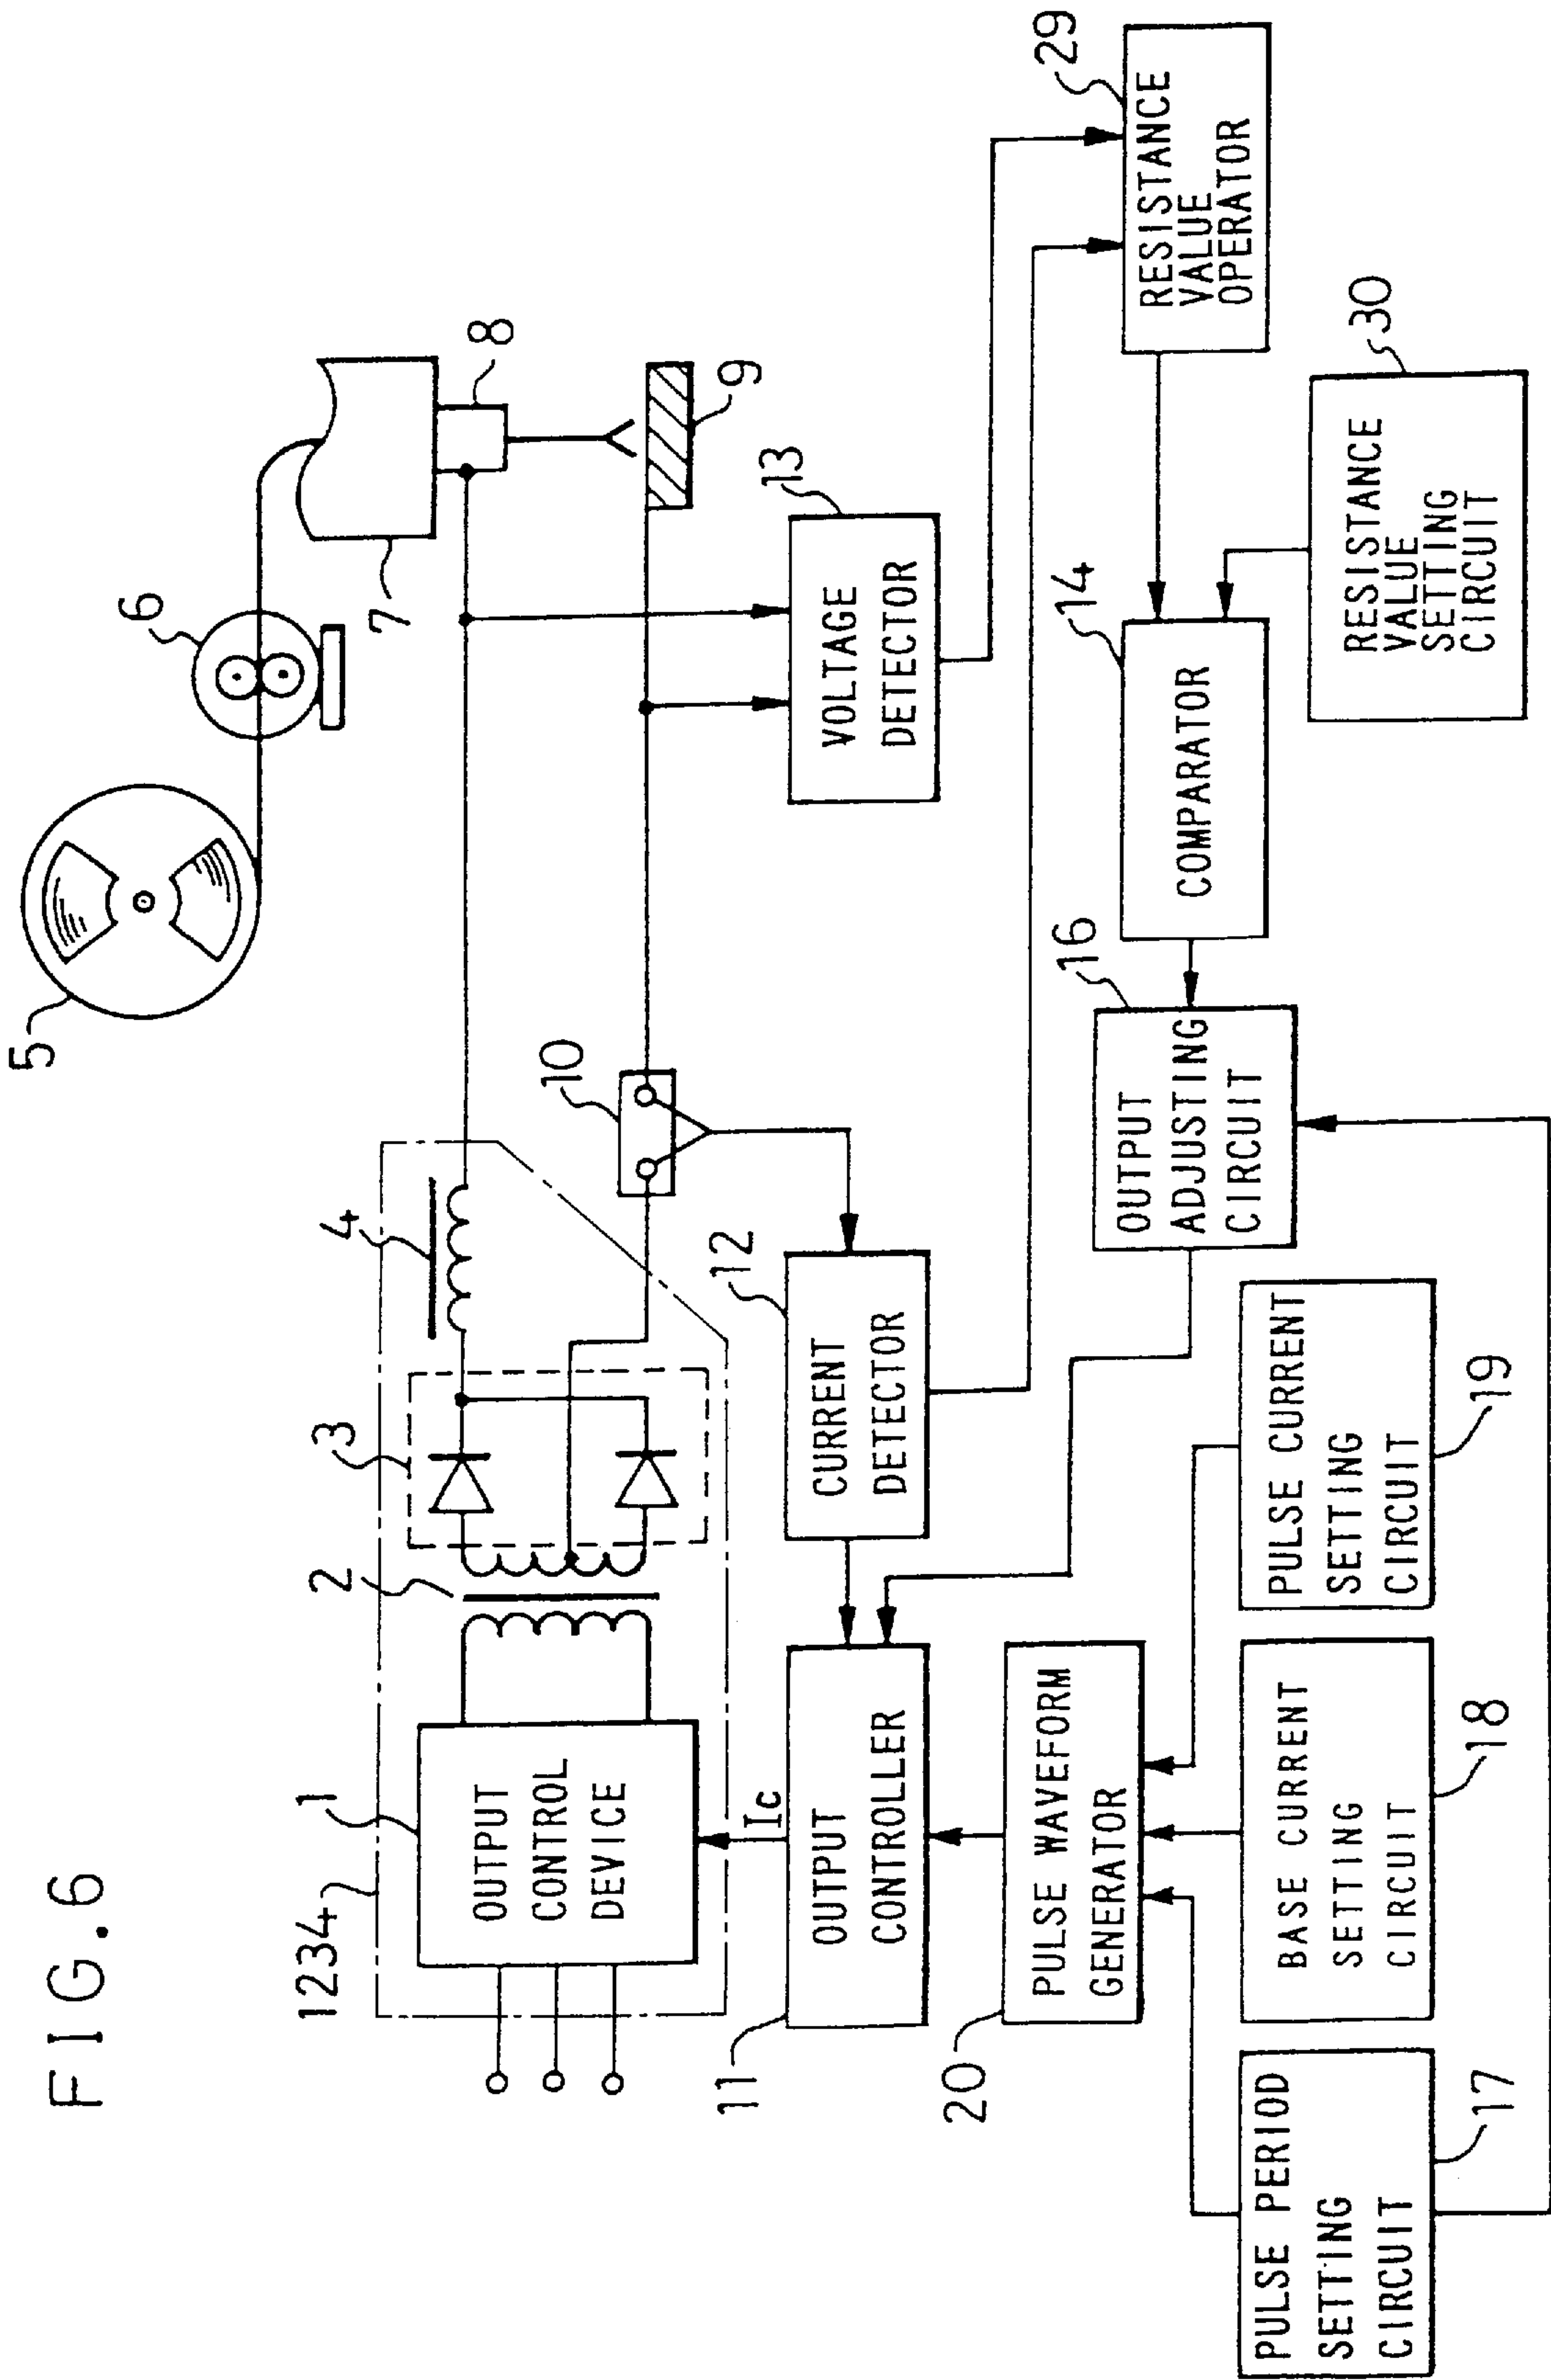 FIG.6
5
6
7
8
9
1234
1
OUTPUT
CONTROL
DEVICE
2
3
4
10
Ic
11
OUTPUT
CONTROLLER
12
CURRENT
DETECTOR
13
VOLTAGE
DETECTOR
20
PULSE WAVEFORM
GENERATOR
16
OUTPUT
ADJUSTING
CIRCUIT
14
COMPARATOR
29
RESISTANCE
VALUE
OPERATOR
PULSE PERIOD
SETTING
CIRCUIT
17
BASE CURRENT
SETTING
CIRCUIT
18
PULSE CURRENT
SETTING
CIRCUIT
19
30
RESISTANCE
VALUE
SETTING
CIRCUIT